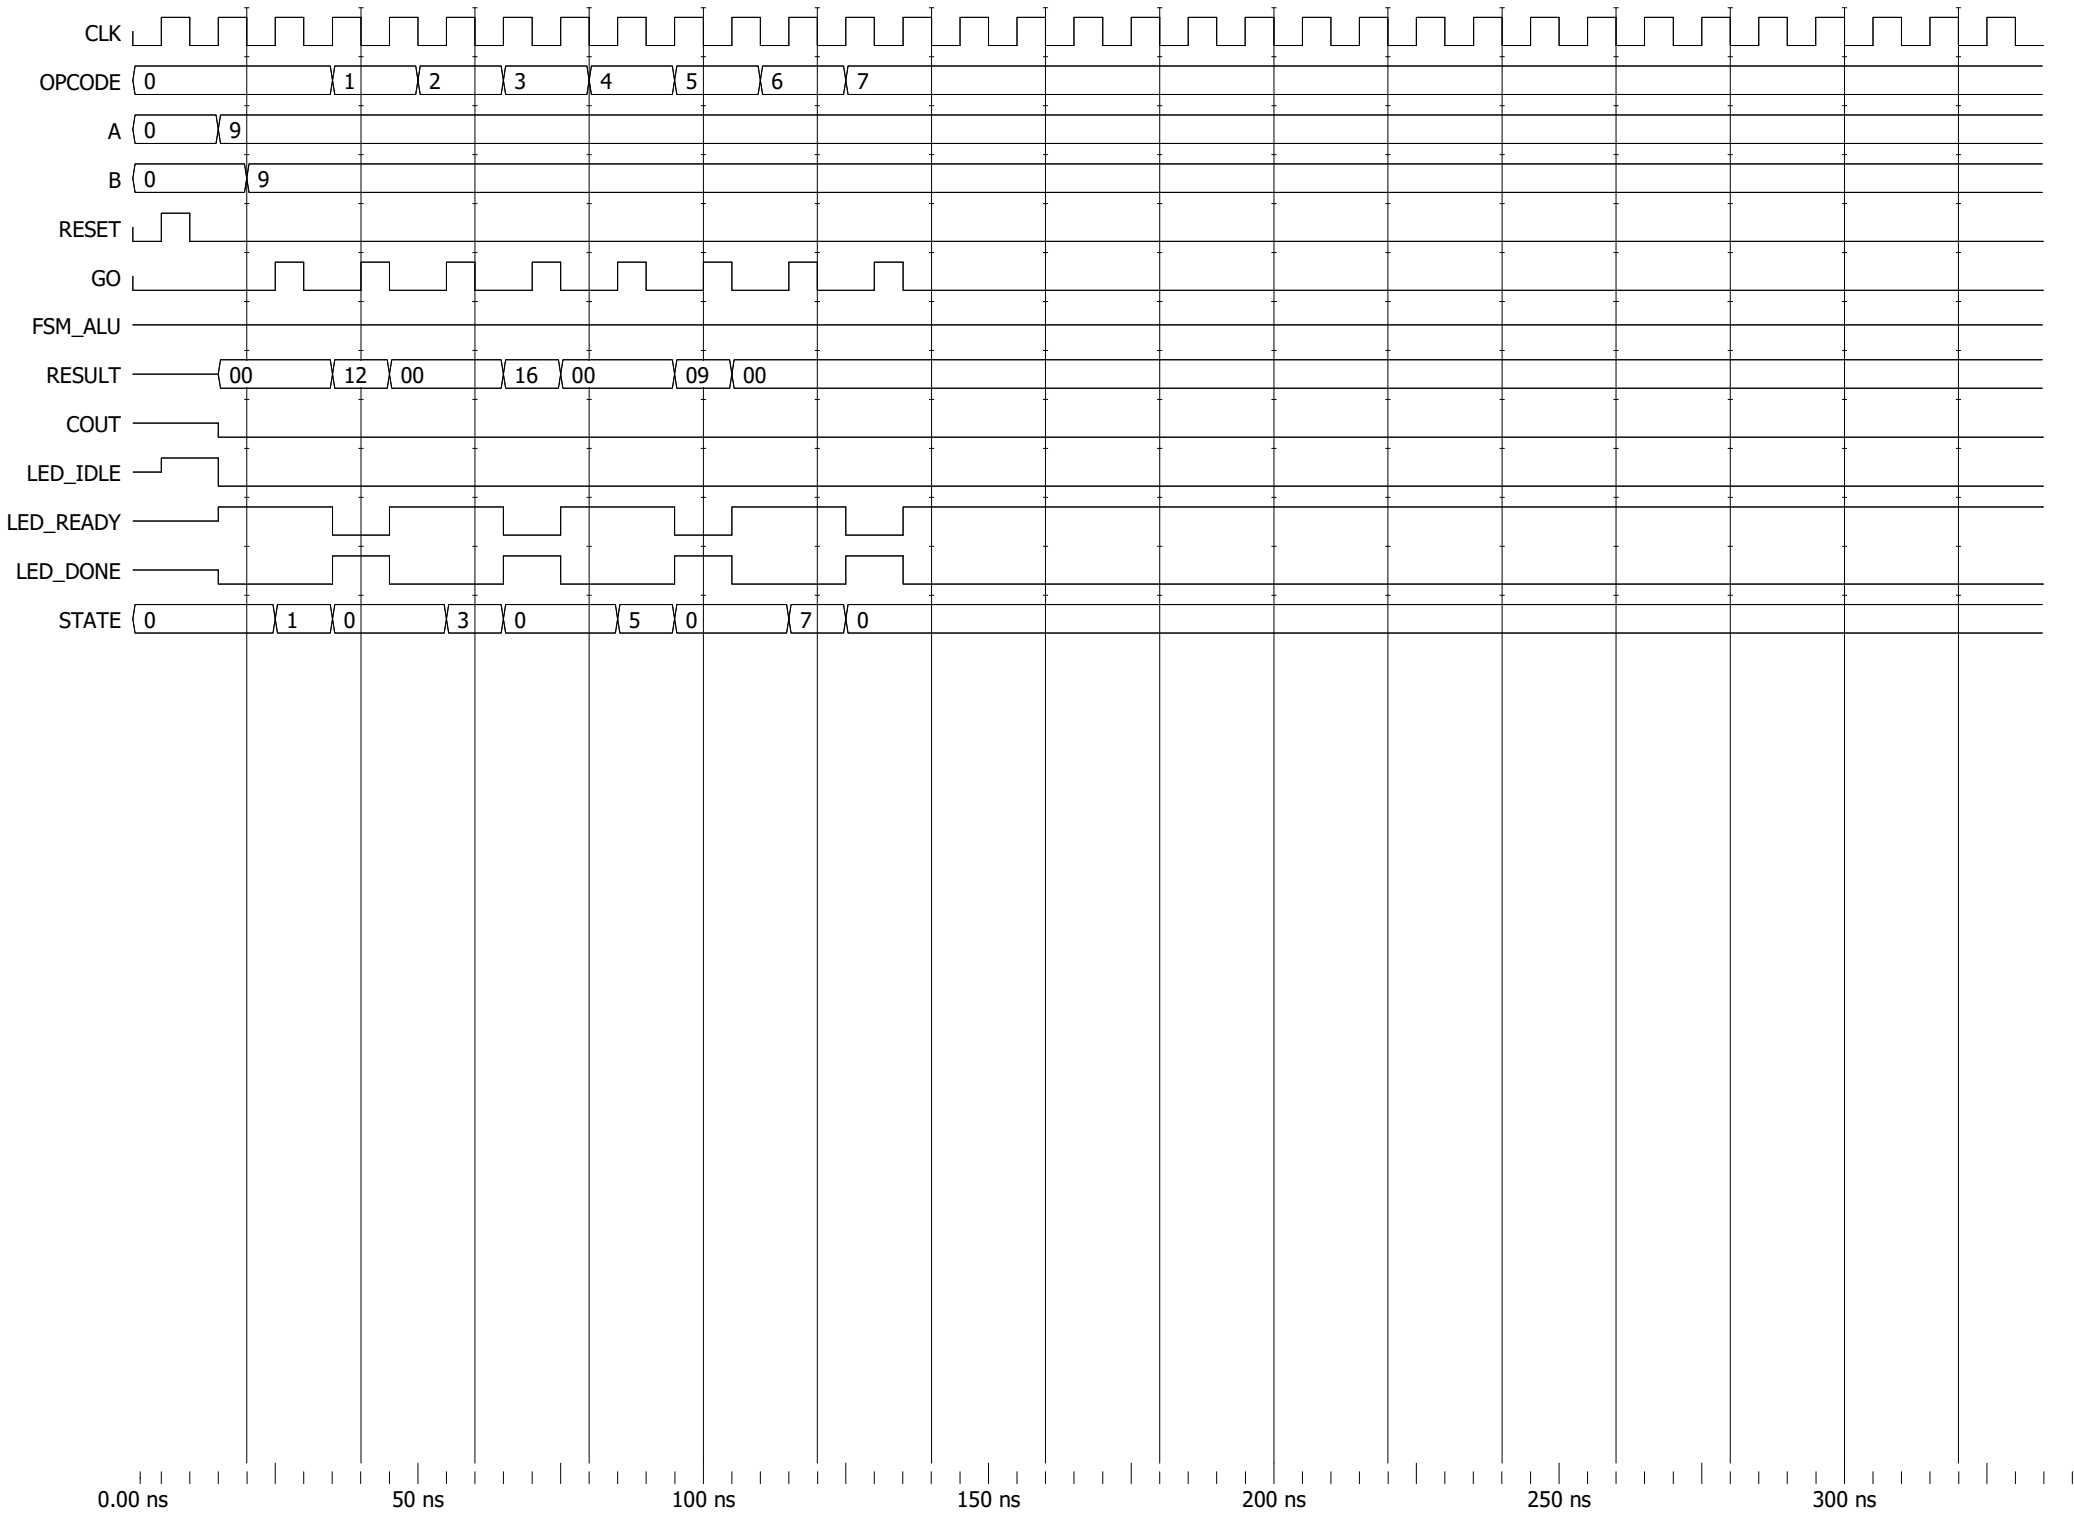 CLK
OPCODE 0 1 2 3 4 5 6 7
A 0 9
B 0 9
RESET
GO
FSM_ALU
RESULT 00 12 00 16 00 09 00
COUT
LED_IDLE
LED_READY
LED_DONE
STATE 0 1 0 3 0 5 0 7 0
0.00 ns 50 ns 100 ns 150 ns 200 ns 250 ns 300 ns